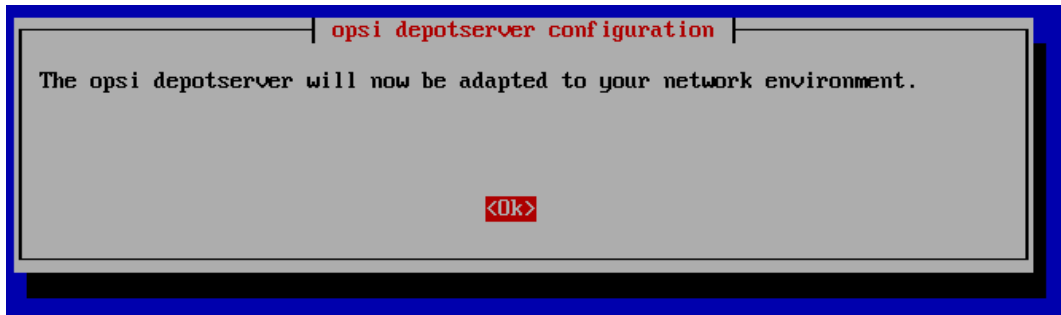 opsi depotserver configuration
The opsi depotserver will now be adapted to your network environment.
<Ok>